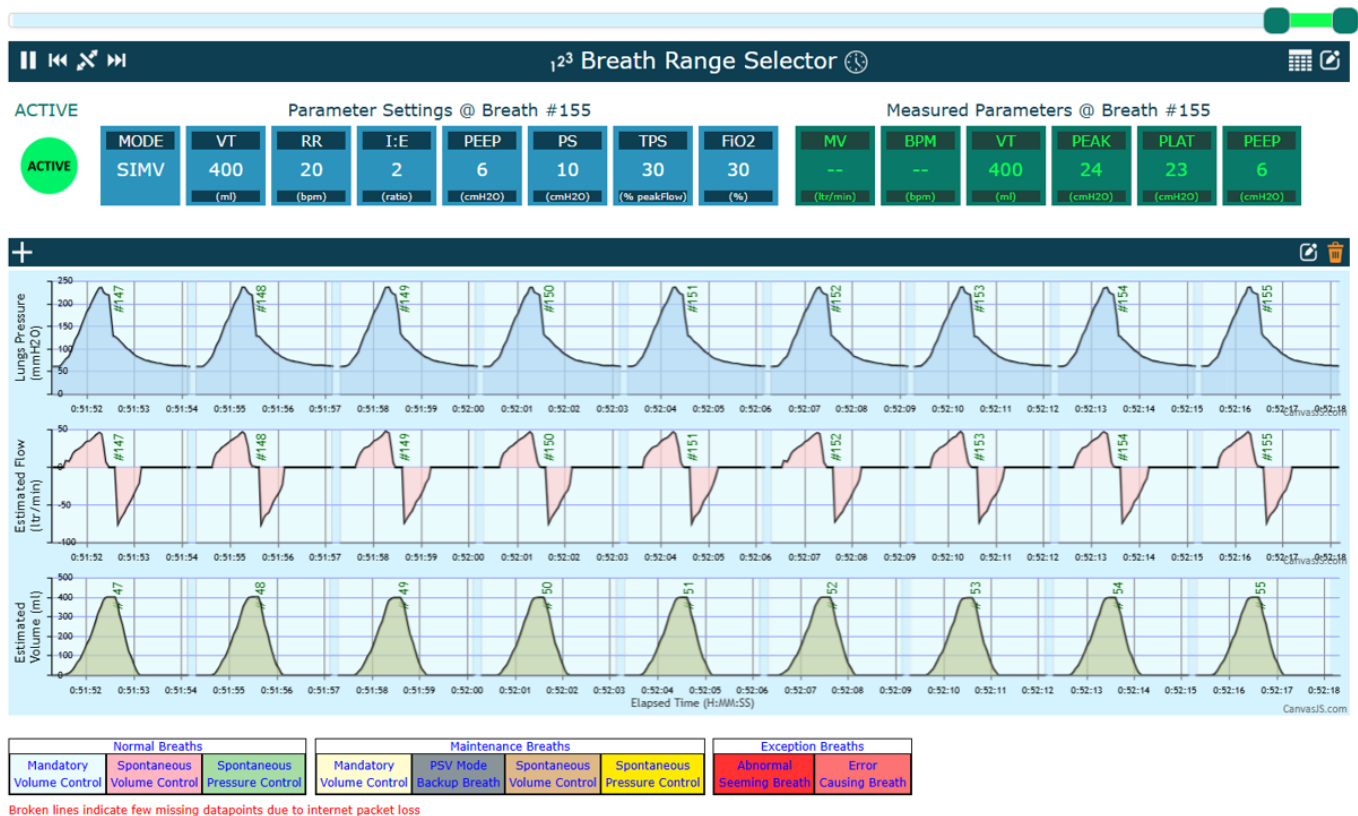 123 Breath Range Selector
ACTIVE Parameter Settings @ Breath #155 Measured Parameters @ Breath #155
ACTIVE
MODE VT RR I:E PEEP PS TPS FiO2 MV BPM VT PEAK PLAT PEEP
SIMV 400 20 2 6 10 30 30 -- -- 400 24 23 6
(ml) (bpm) (ratio) (cmH2O) (cmH2O) (% peakFlow) (%) (ltr/min) (bpm) (ml) (cmH2O) (cmH2O) (cmH2O)
Lungs Pressure
(mmH2O)
250
200
150
100
50
0
#147 #148 #149 #150 #151 #152 #153 #154 #155
0:51:52 0:51:53 0:51:54 0:51:55 0:51:56 0:51:57 0:51:58 0:51:59 0:52:00 0:52:01 0:52:02 0:52:03 0:52:04 0:52:05 0:52:06 0:52:07 0:52:08 0:52:09 0:52:10 0:52:11 0:52:12 0:52:13 0:52:14 0:52:15 0:52:16 0:52:17 0:52:18
CanvasJS.com
Estimated Flow
(ltr/min)
50
0
-50
-100
#147 #148 #149 #150 #151 #152 #153 #154 #155
0:51:52 0:51:53 0:51:54 0:51:55 0:51:56 0:51:57 0:51:58 0:51:59 0:52:00 0:52:01 0:52:02 0:52:03 0:52:04 0:52:05 0:52:06 0:52:07 0:52:08 0:52:09 0:52:10 0:52:11 0:52:12 0:52:13 0:52:14 0:52:15 0:52:16 0:52:17 0:52:18
CanvasJS.com
Estimated
Volume (ml)
500
400
300
200
100
0
#147 #148 #149 #150 #151 #152 #153 #154 #155
0:51:52 0:51:53 0:51:54 0:51:55 0:51:56 0:51:57 0:51:58 0:51:59 0:52:00 0:52:01 0:52:02 0:52:03 0:52:04 0:52:05 0:52:06 0:52:07 0:52:08 0:52:09 0:52:10 0:52:11 0:52:12 0:52:13 0:52:14 0:52:15 0:52:16 0:52:17 0:52:18
Elapsed Time (H:MM:SS)
CanvasJS.com
Normal Breaths Maintenance Breaths Exception Breaths
Mandatory Spontaneous Spontaneous Mandatory PSV Mode Spontaneous Spontaneous Abnormal Error
Volume Control Volume Control Pressure Control Volume Control Backup Breath Volume Control Pressure Control Seeming Breath Causing Breath
Broken lines indicate few missing datapoints due to internet packet loss